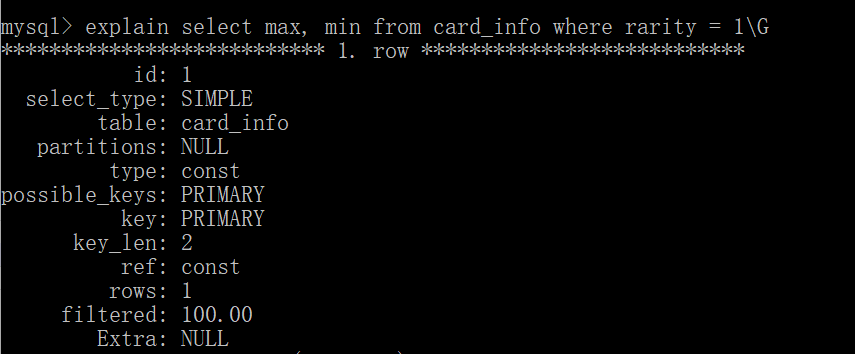 mysql> explain select max, min from card_info where rarity = 1\G
*************************** 1. row ***************************
id: 1
select_type: SIMPLE
table: card_info
partitions: NULL
type: const
possible_keys: PRIMARY
key: PRIMARY
key_len: 2
ref: const
rows: 1
filtered: 100.00
Extra: NULL